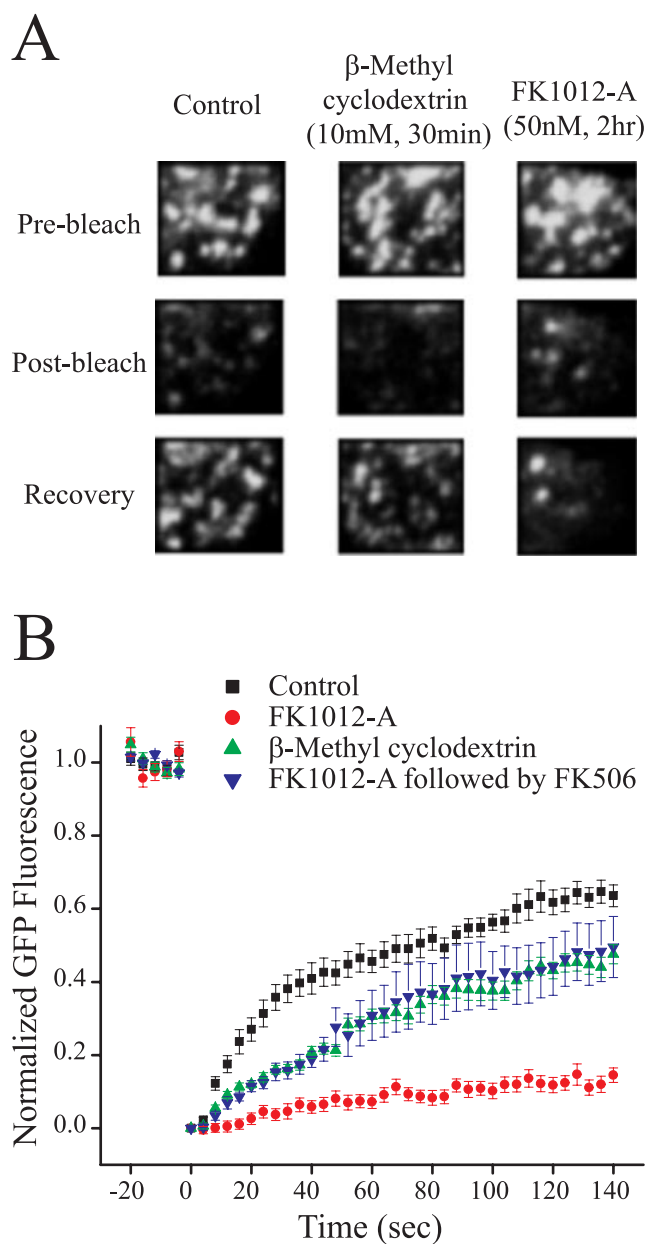 A
Control
β-Methyl
cyclodextrin
(10mM, 30min)
FK1012-A
(50nM, 2hr)
Pre-bleach
Post-bleach
Recovery
B
Control
FK1012-A
β-Methyl cyclodextrin
FK1012-A followed by FK506
Normalized GFP Fluorescence
1.0
0.8
0.6
0.4
0.2
0.0
-20 0 20 40 60 80 100 120 140
Time (sec)